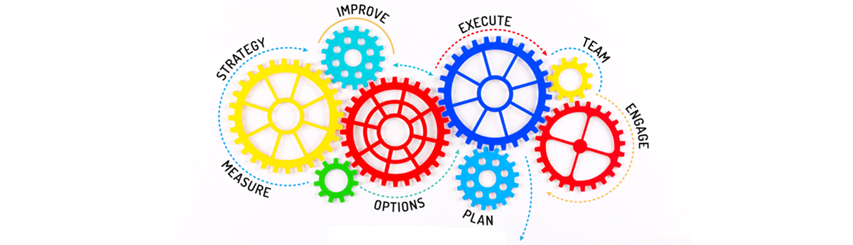 IMPROVE
EXECUTE
STRATEGY
TEAM
ENGAGE
MEASURE
OPTIONS
PLAN